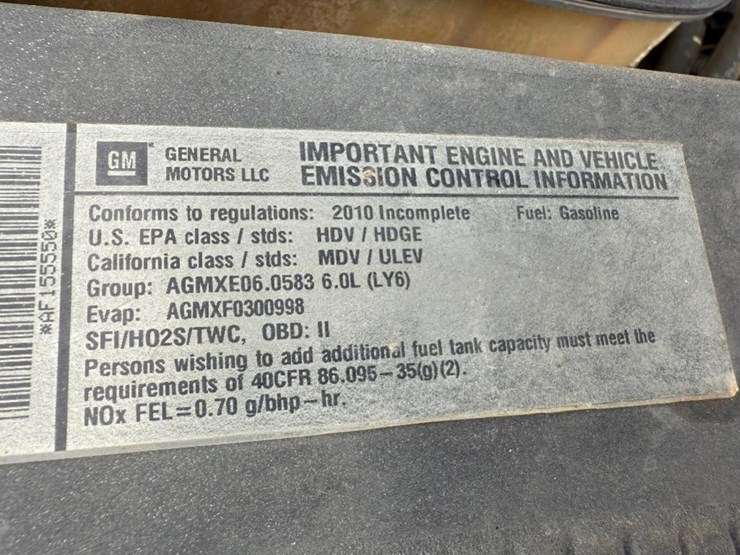 GM GENERAL MOTORS LLC
IMPORTANT ENGINE AND VEHICLE
EMISSION CONTROL INFORMATION
Conforms to regulations: 2010 Incomplete Fuel: Gasoline
U.S. EPA class / stds: HDV / HDGE
California class / stds: MDV / ULEV
Group: AGMXE06.0583 6.0L (LY6)
Evap: AGMXF0300998
SFI/HO2S/TWC, OBD: II
Persons wishing to add additional fuel tank capacity must meet the
requirements of 40CFR 86.095-35(g)(2).
NOx FEL=0.70 g/bhp-hr.
*AF155550*